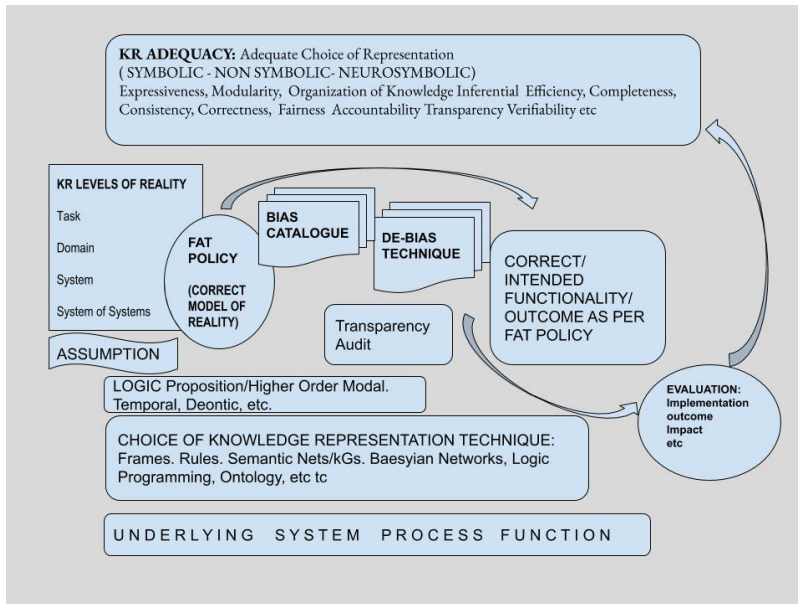 KR ADEQUACY: Adequate Choice of Representation
( SYMBOLIC - NON SYMBOLIC- NEUROSYMBOLIC)
Expressiveness, Modularity, Organization of Knowledge Inferential Efficiency, Completeness,
Consistency, Correctness, Fairness Accountability Transparency Verifiability etc
KR LEVELS OF REALITY
Task
Domain
System
System of Systems
FAT
POLICY
(CORRECT
MODEL OF
REALITY)
BIAS
CATALOGUE
DE-BIAS
TECHNIQUE
CORRECT/
INTENDED
FUNCTIONALITY/
OUTCOME AS PER
FAT POLICY
Transparency
Audit
ASSUMPTION
LOGIC Proposition/Higher Order Modal.
Temporal, Deontic, etc.
EVALUATION:
Implementation
outcome
Impact
etc
CHOICE OF KNOWLEDGE REPRESENTATION TECHNIQUE:
Frames. Rules. Semantic Nets/kGs. Baesyian Networks, Logic
Programming, Ontology, etc tc
UNDERLYING SYSTEM PROCESS FUNCTION